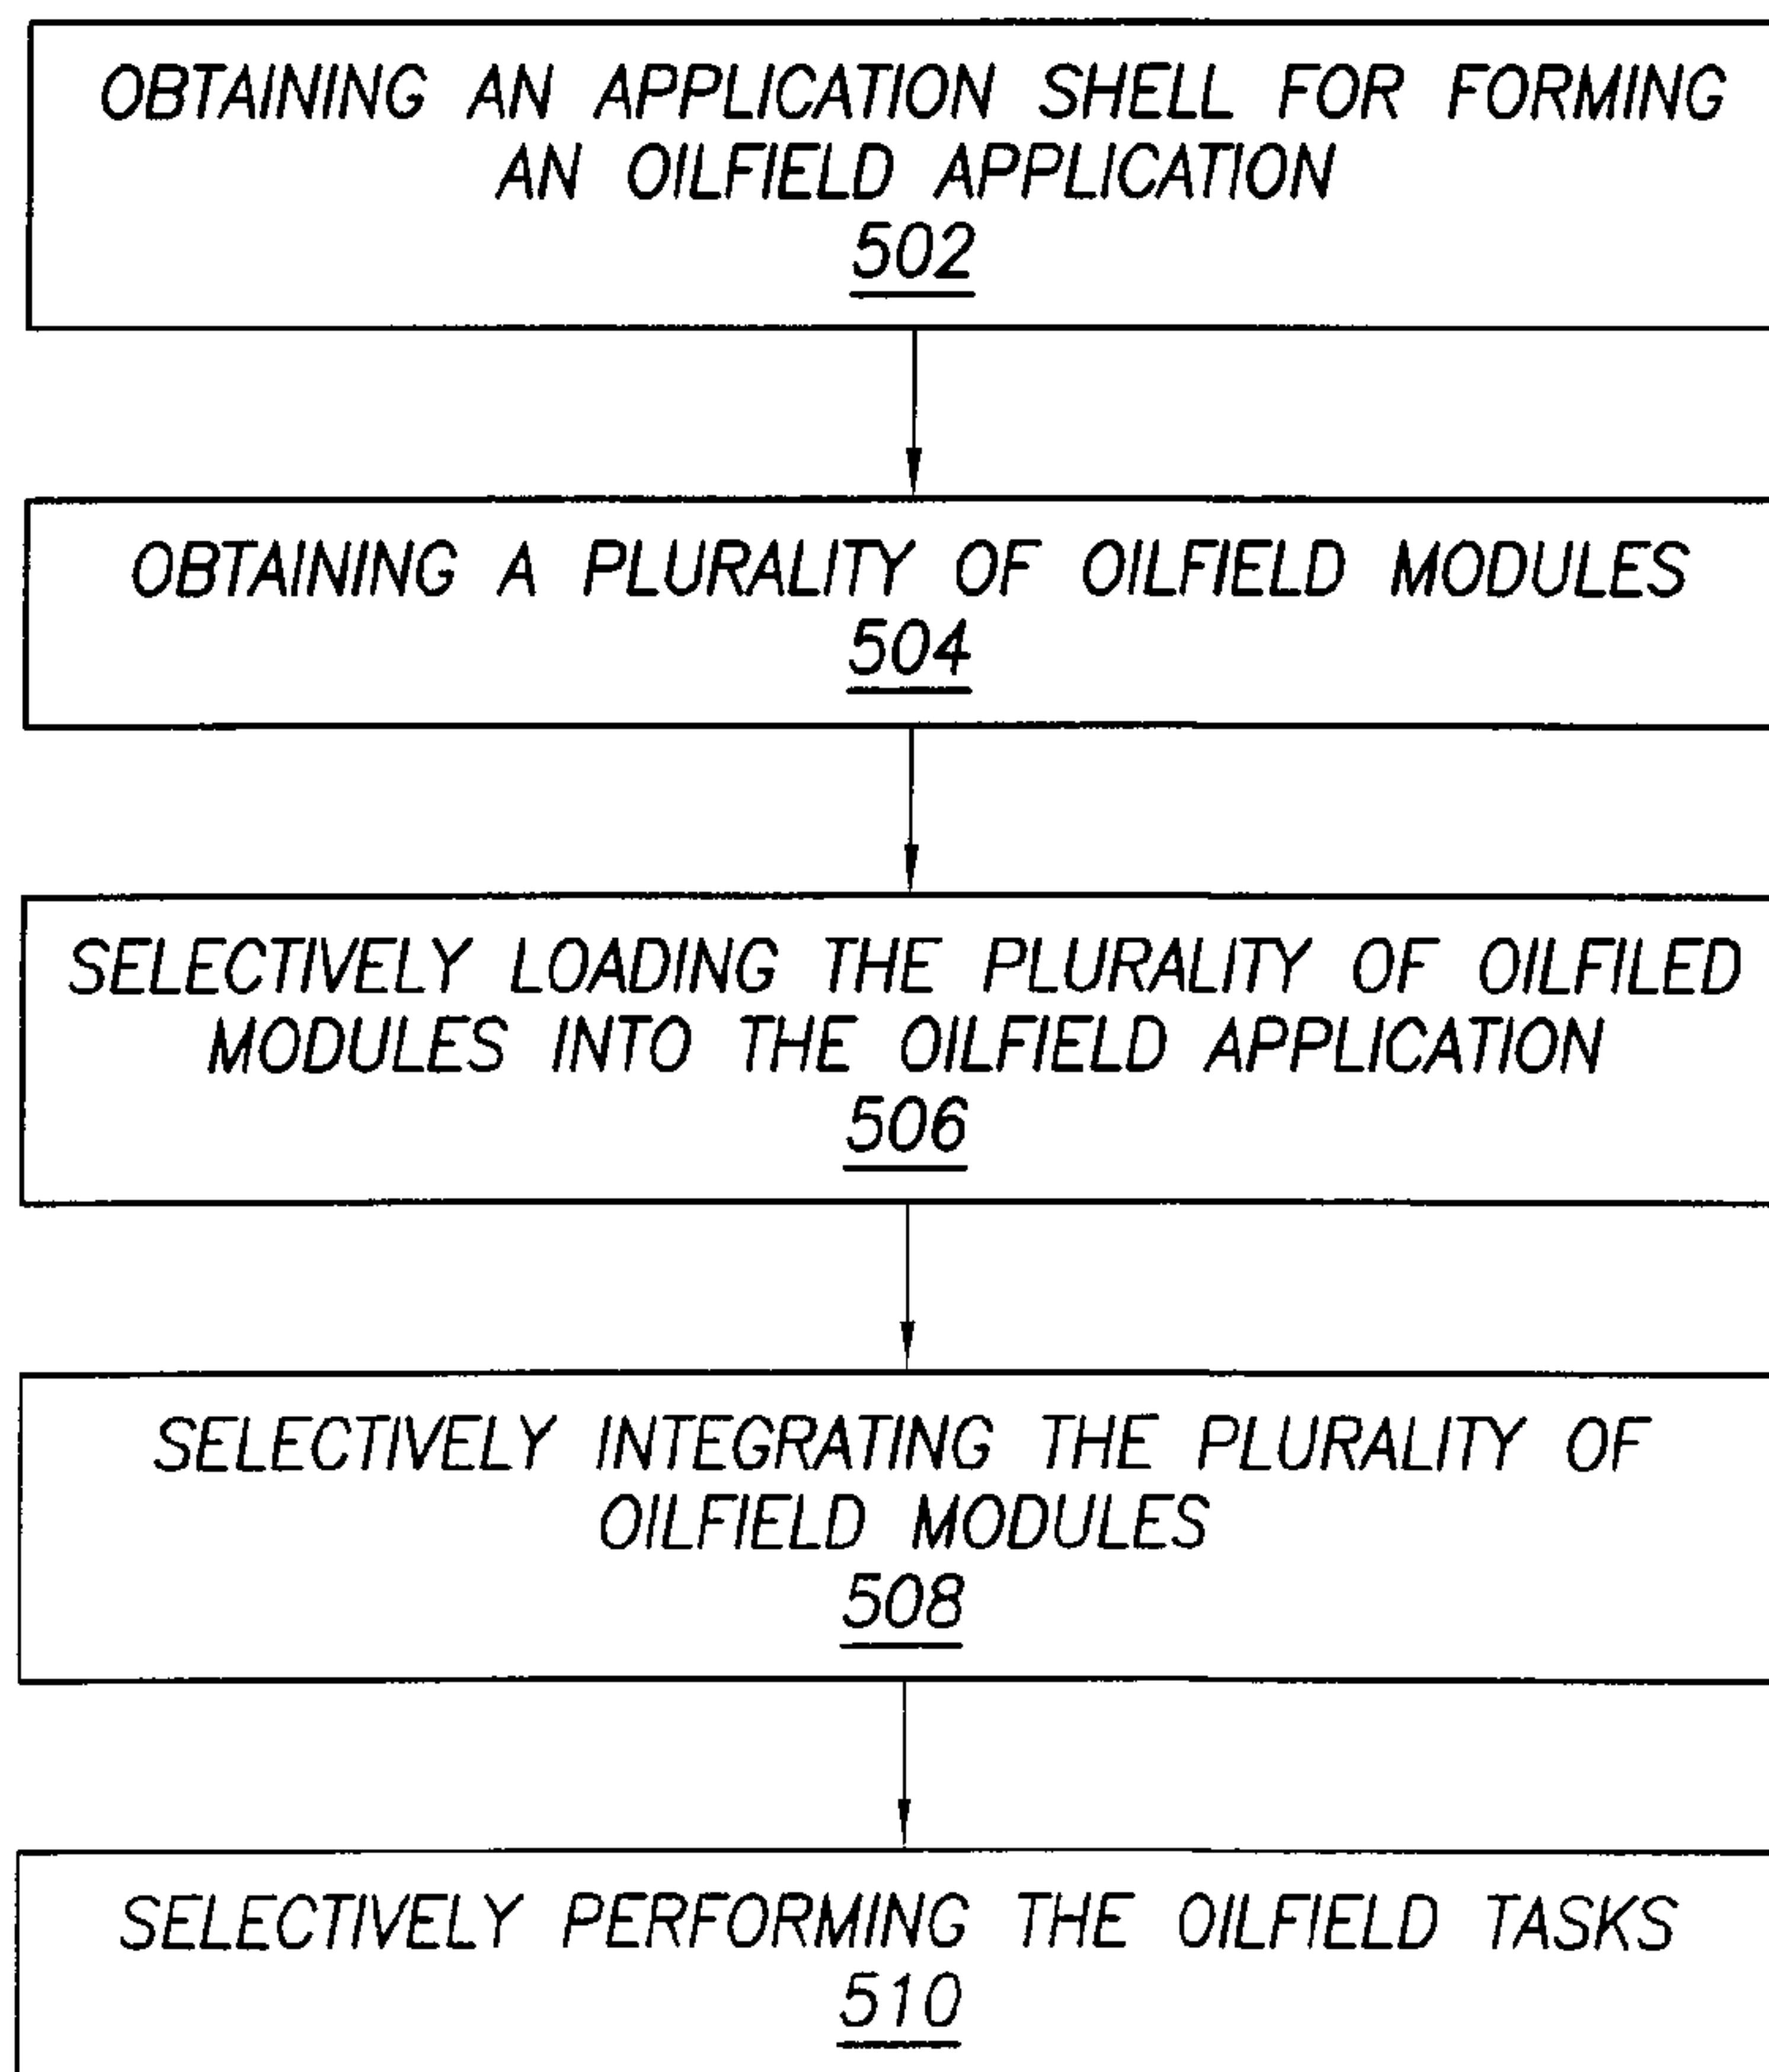 OBTAINING AN APPLICATION SHELL FOR FORMING
AN OILFIELD APPLICATION
502
OBTAINING A PLURALITY OF OILFIELD MODULES
504
SELECTIVELY LOADING THE PLURALITY OF OILFILED
MODULES INTO THE OILFIELD APPLICATION
506
SELECTIVELY INTEGRATING THE PLURALITY OF
OILFIELD MODULES
508
SELECTIVELY PERFORMING THE OILFIELD TASKS
510